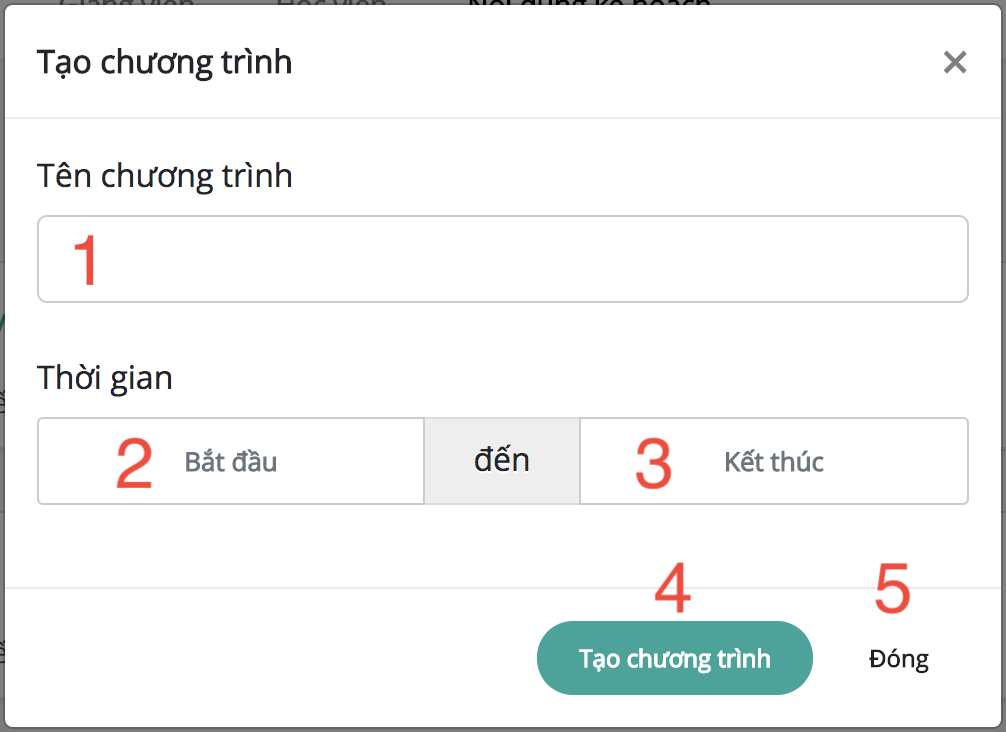 Tạo chương trình ×
Tên chương trình
1
Thời gian
2 Bắt đầu đến 3 Kết thúc
4 5
Tạo chương trình Đóng